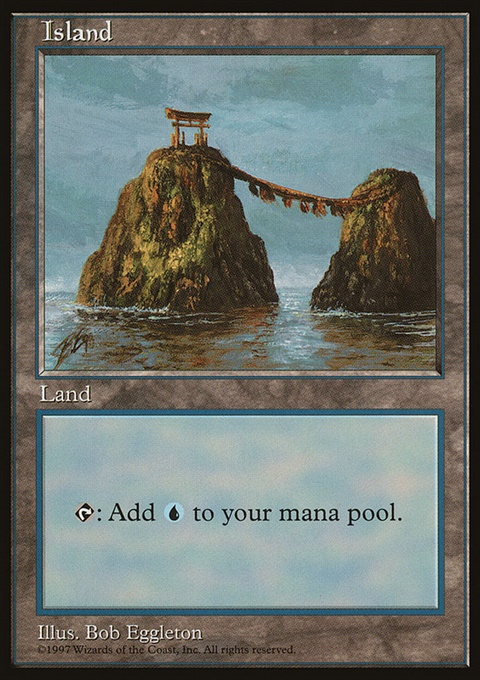 Island
Land
: Add to your mana pool.
Illus. Bob Eggleton
©1997 Wizards of the Coast, Inc. All rights reserved.